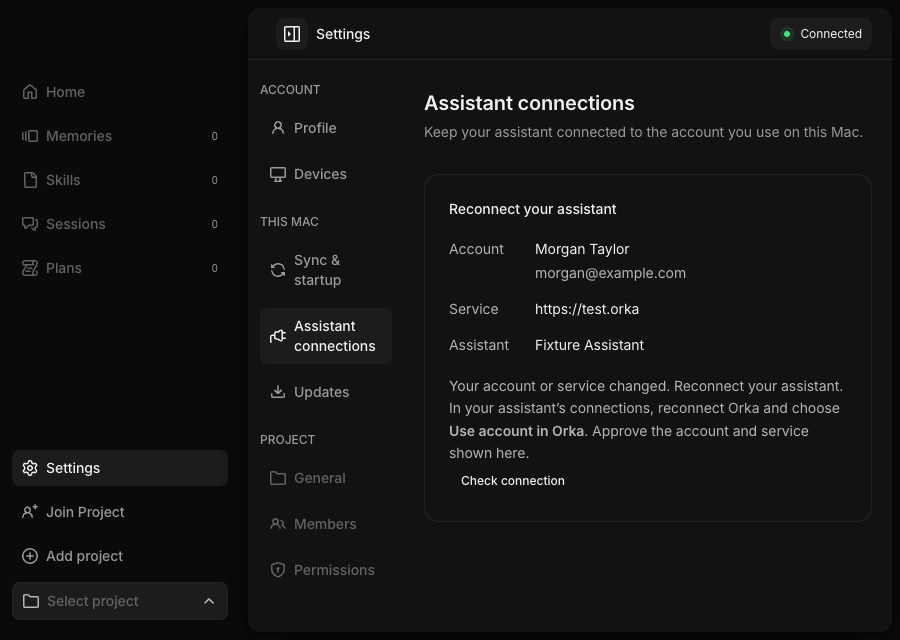 Settings
Connected
Home
Memories 0
Skills 0
Sessions 0
Plans 0
Settings
Join Project
Add project
Select project
ACCOUNT
Profile
Devices
THIS MAC
Sync &
startup
Assistant
connections
Updates
PROJECT
General
Members
Permissions
Assistant connections
Keep your assistant connected to the account you use on this Mac.
Reconnect your assistant
Account Morgan Taylor
morgan@example.com
Service https://test.orka
Assistant Fixture Assistant
Your account or service changed. Reconnect your assistant.
In your assistant’s connections, reconnect Orka and choose
Use account in Orka. Approve the account and service
shown here.
Check connection